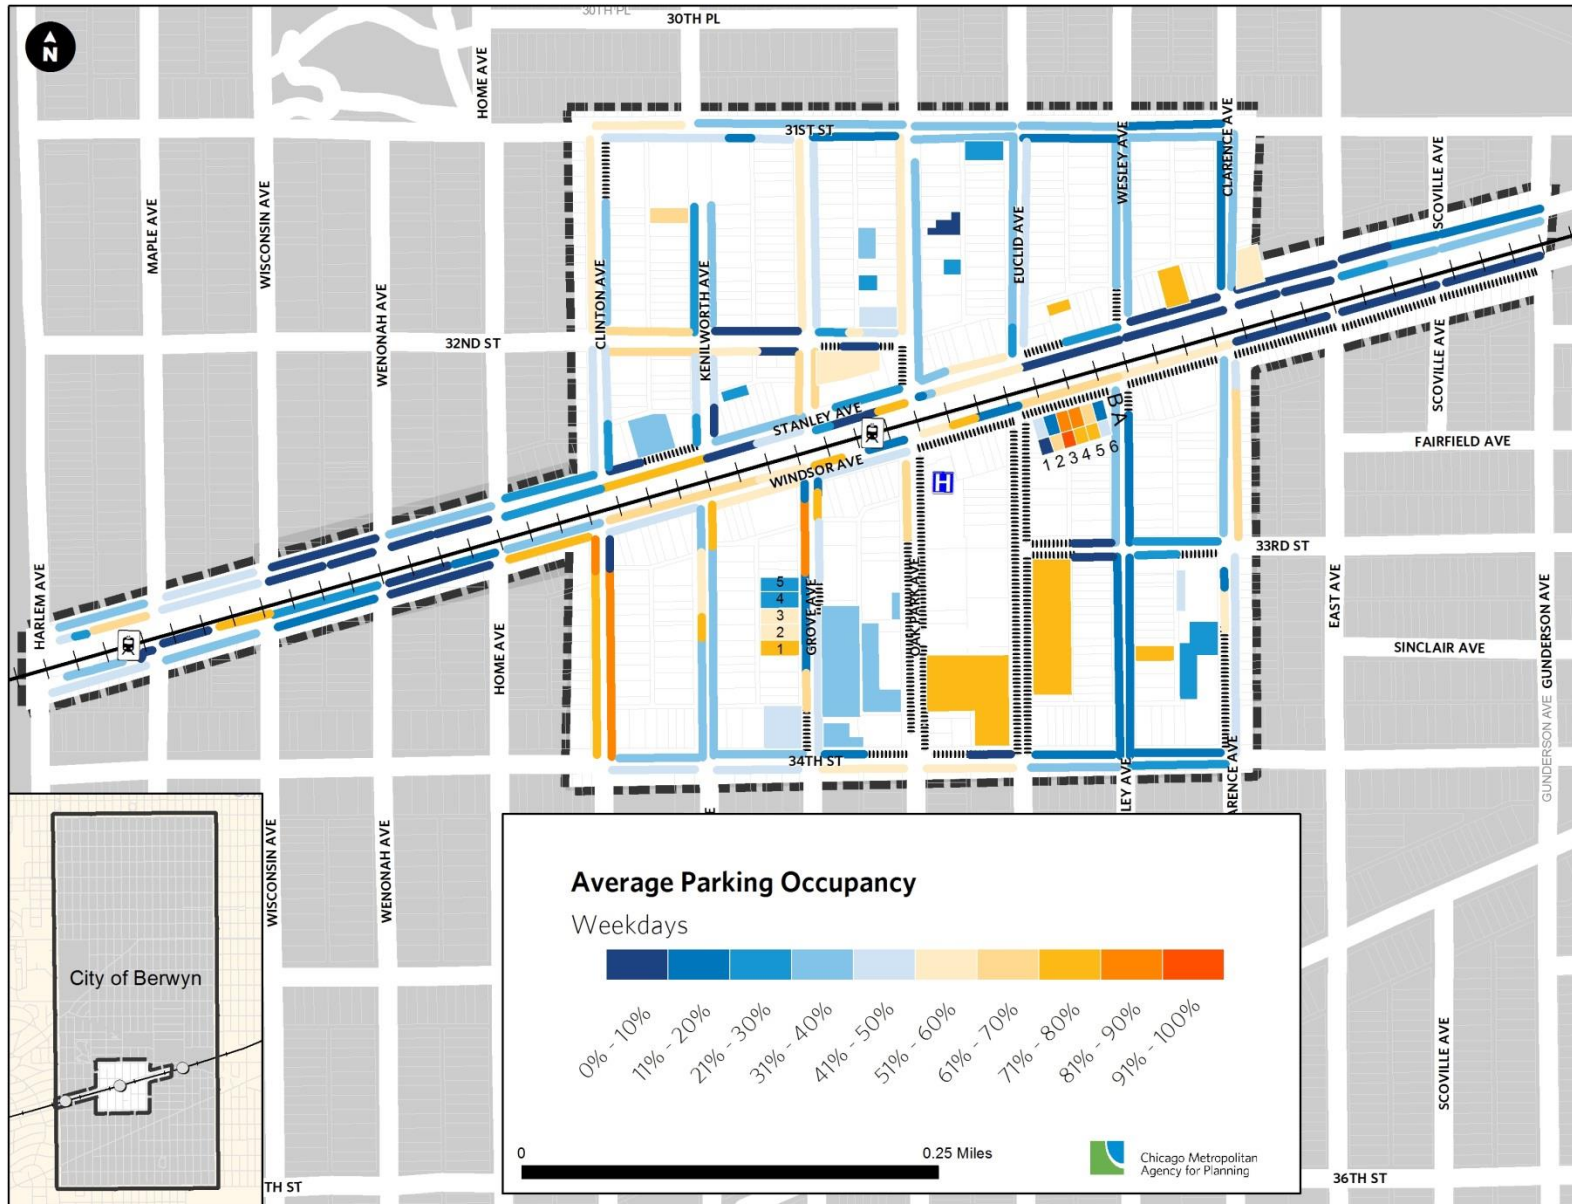 30TH PL
30TH PL
N
HOME AVE
31ST ST
CLARENCE AVE
WESLEY AVE
SCOVILLE AVE
MAPLE AVE
WISCONSIN AVE
WENONAH AVE
CLINTON AVE
KENILWORTH AVE
EUCLID AVE
32ND ST
STANLEY AVE
WINDSOR AVE
B A
1 2 3 4 5 6
SCOVILLE AVE
FAIRFIELD AVE
H
33RD ST
HARLEM AVE
HOME AVE
5
4
3
2
1
GROVE AVE
OAK PARK AVE
EAST AVE
SINCLAIR AVE
GUNDERSON AVE
GUNDERSON AVE
34TH ST
LEY AVE
ARENCE AVE
E
WISCONSIN AVE
WENONAH AVE
SCOVILLE AVE
City of Berwyn
Average Parking Occupancy
Weekdays
0% - 10%
11% - 20%
21% - 30%
31% - 40%
41% - 50%
51% - 60%
61% - 70%
71% - 80%
81% - 90%
91% - 100%
0 0.25 Miles
Chicago Metropolitan
Agency for Planning
TH ST
36TH ST